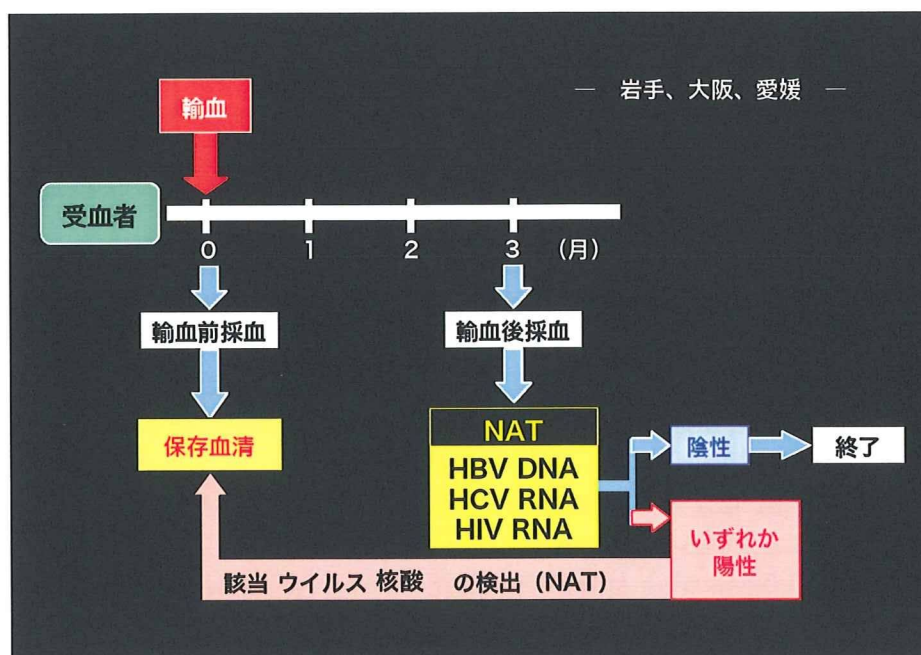 ― 岩手、大阪、愛媛 ―
輸血
受血者
0 1 2 3 (月)
輸血前採血
輸血後採血
保存血清
NAT
HBV DNA
HCV RNA
HIV RNA
陰性
終了
いずれか
陽性
該当 ウイルス 核酸 の検出(NAT)